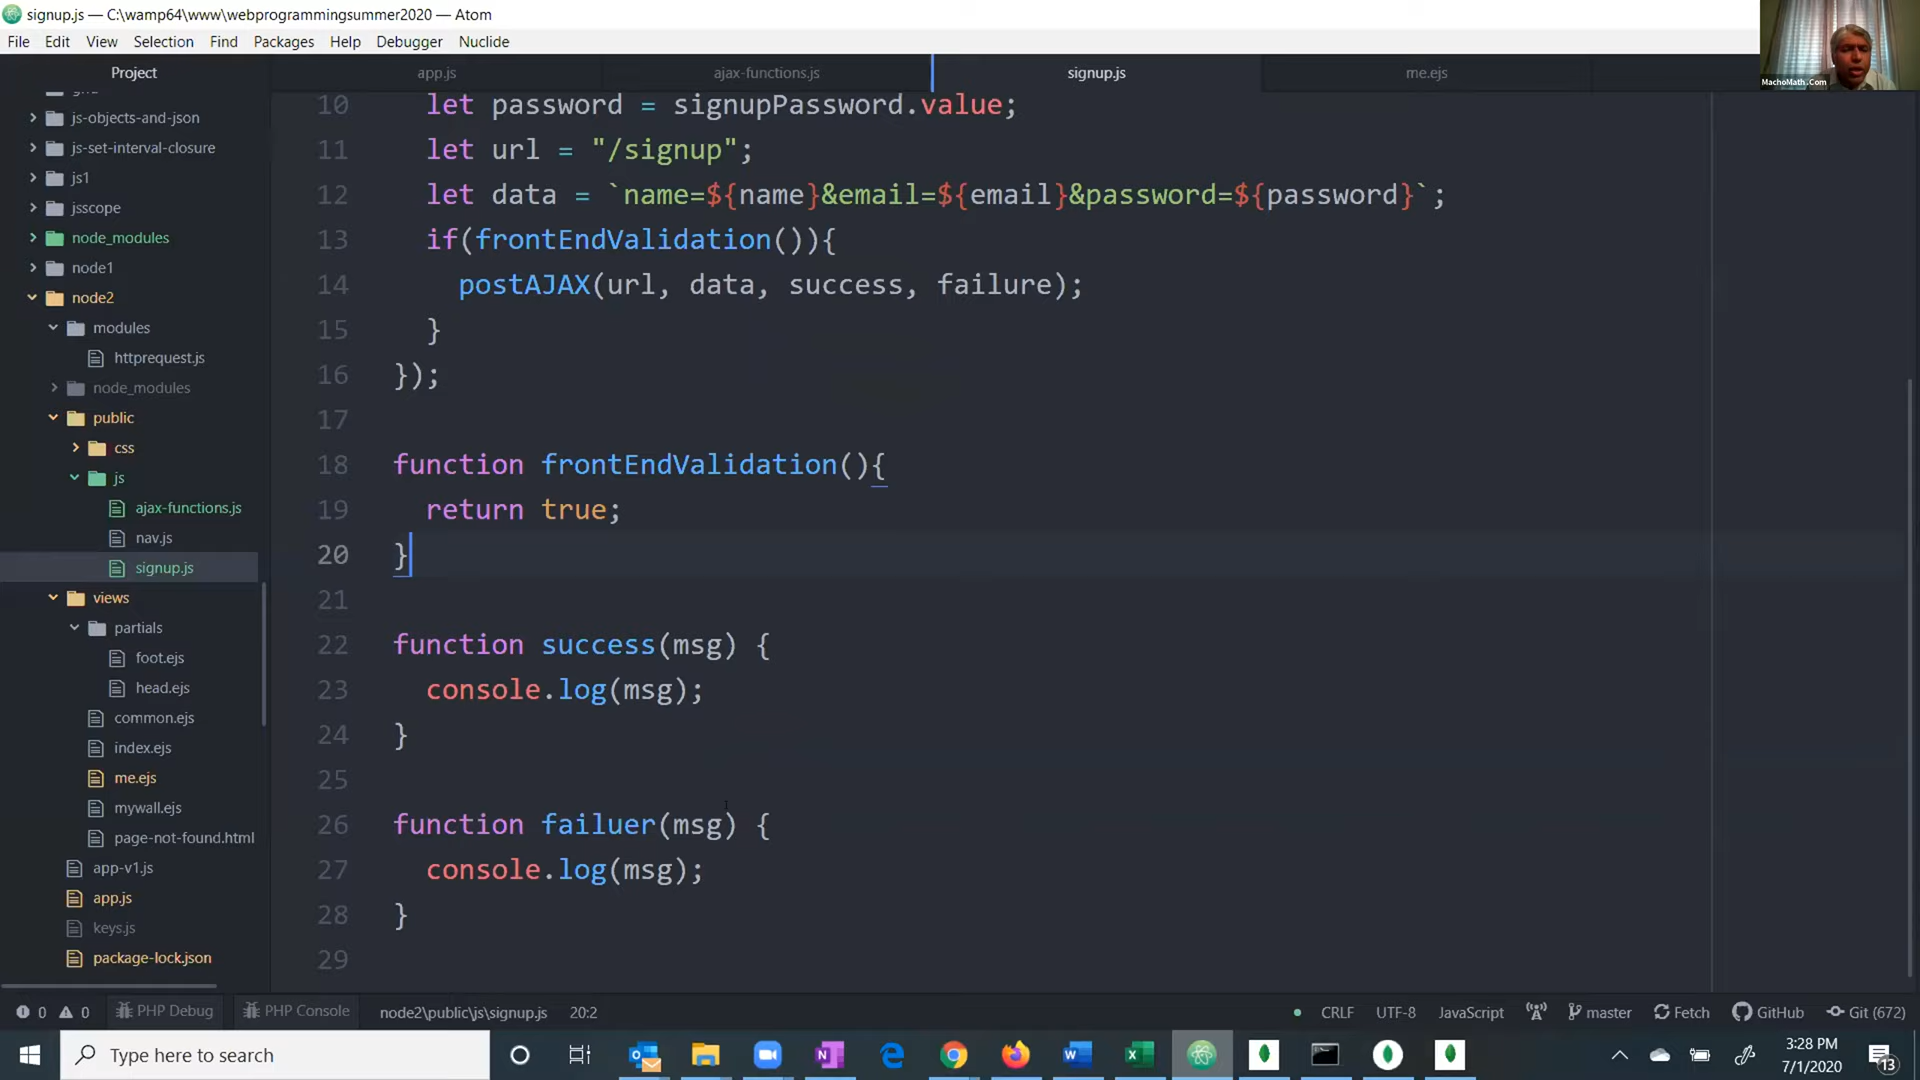 signup.js — C:\wamp64\www\webprogrammingsummer2020 — Atom
File Edit View Selection Find Packages Help Debugger Nuclide
MachoMath.Com
Project
js-objects-and-json
js-set-interval-closure
js1
jsscope
node_modules
node1
node2
modules
httprequest.js
node_modules
public
css
js
ajax-functions.js
nav.js
signup.js
views
partials
foot.ejs
head.ejs
common.ejs
index.ejs
me.ejs
mywall.ejs
page-not-found.html
app-v1.js
app.js
keys.js
package-lock.json
app.js ajax-functions.js signup.js me.ejs
10 let password = signupPassword.value;
11 let url = "/signup";
12 let data = `name=${name}&email=${email}&password=${password}`;
13 if(frontEndValidation()){
14 postAJAX(url, data, success, failure);
15 }
16 });
17
18 function frontEndValidation(){
19 return true;
20 }
21
22 function success(msg) {
23 console.log(msg);
24 }
25
26 function failuer(msg) {
27 console.log(msg);
28 }
29
0 0 PHP Debug PHP Console node2\public\js\signup.js 20:2 CRLF UTF-8 JavaScript master Fetch GitHub Git (672)
Type here to search
3:28 PM
7/1/2020
13